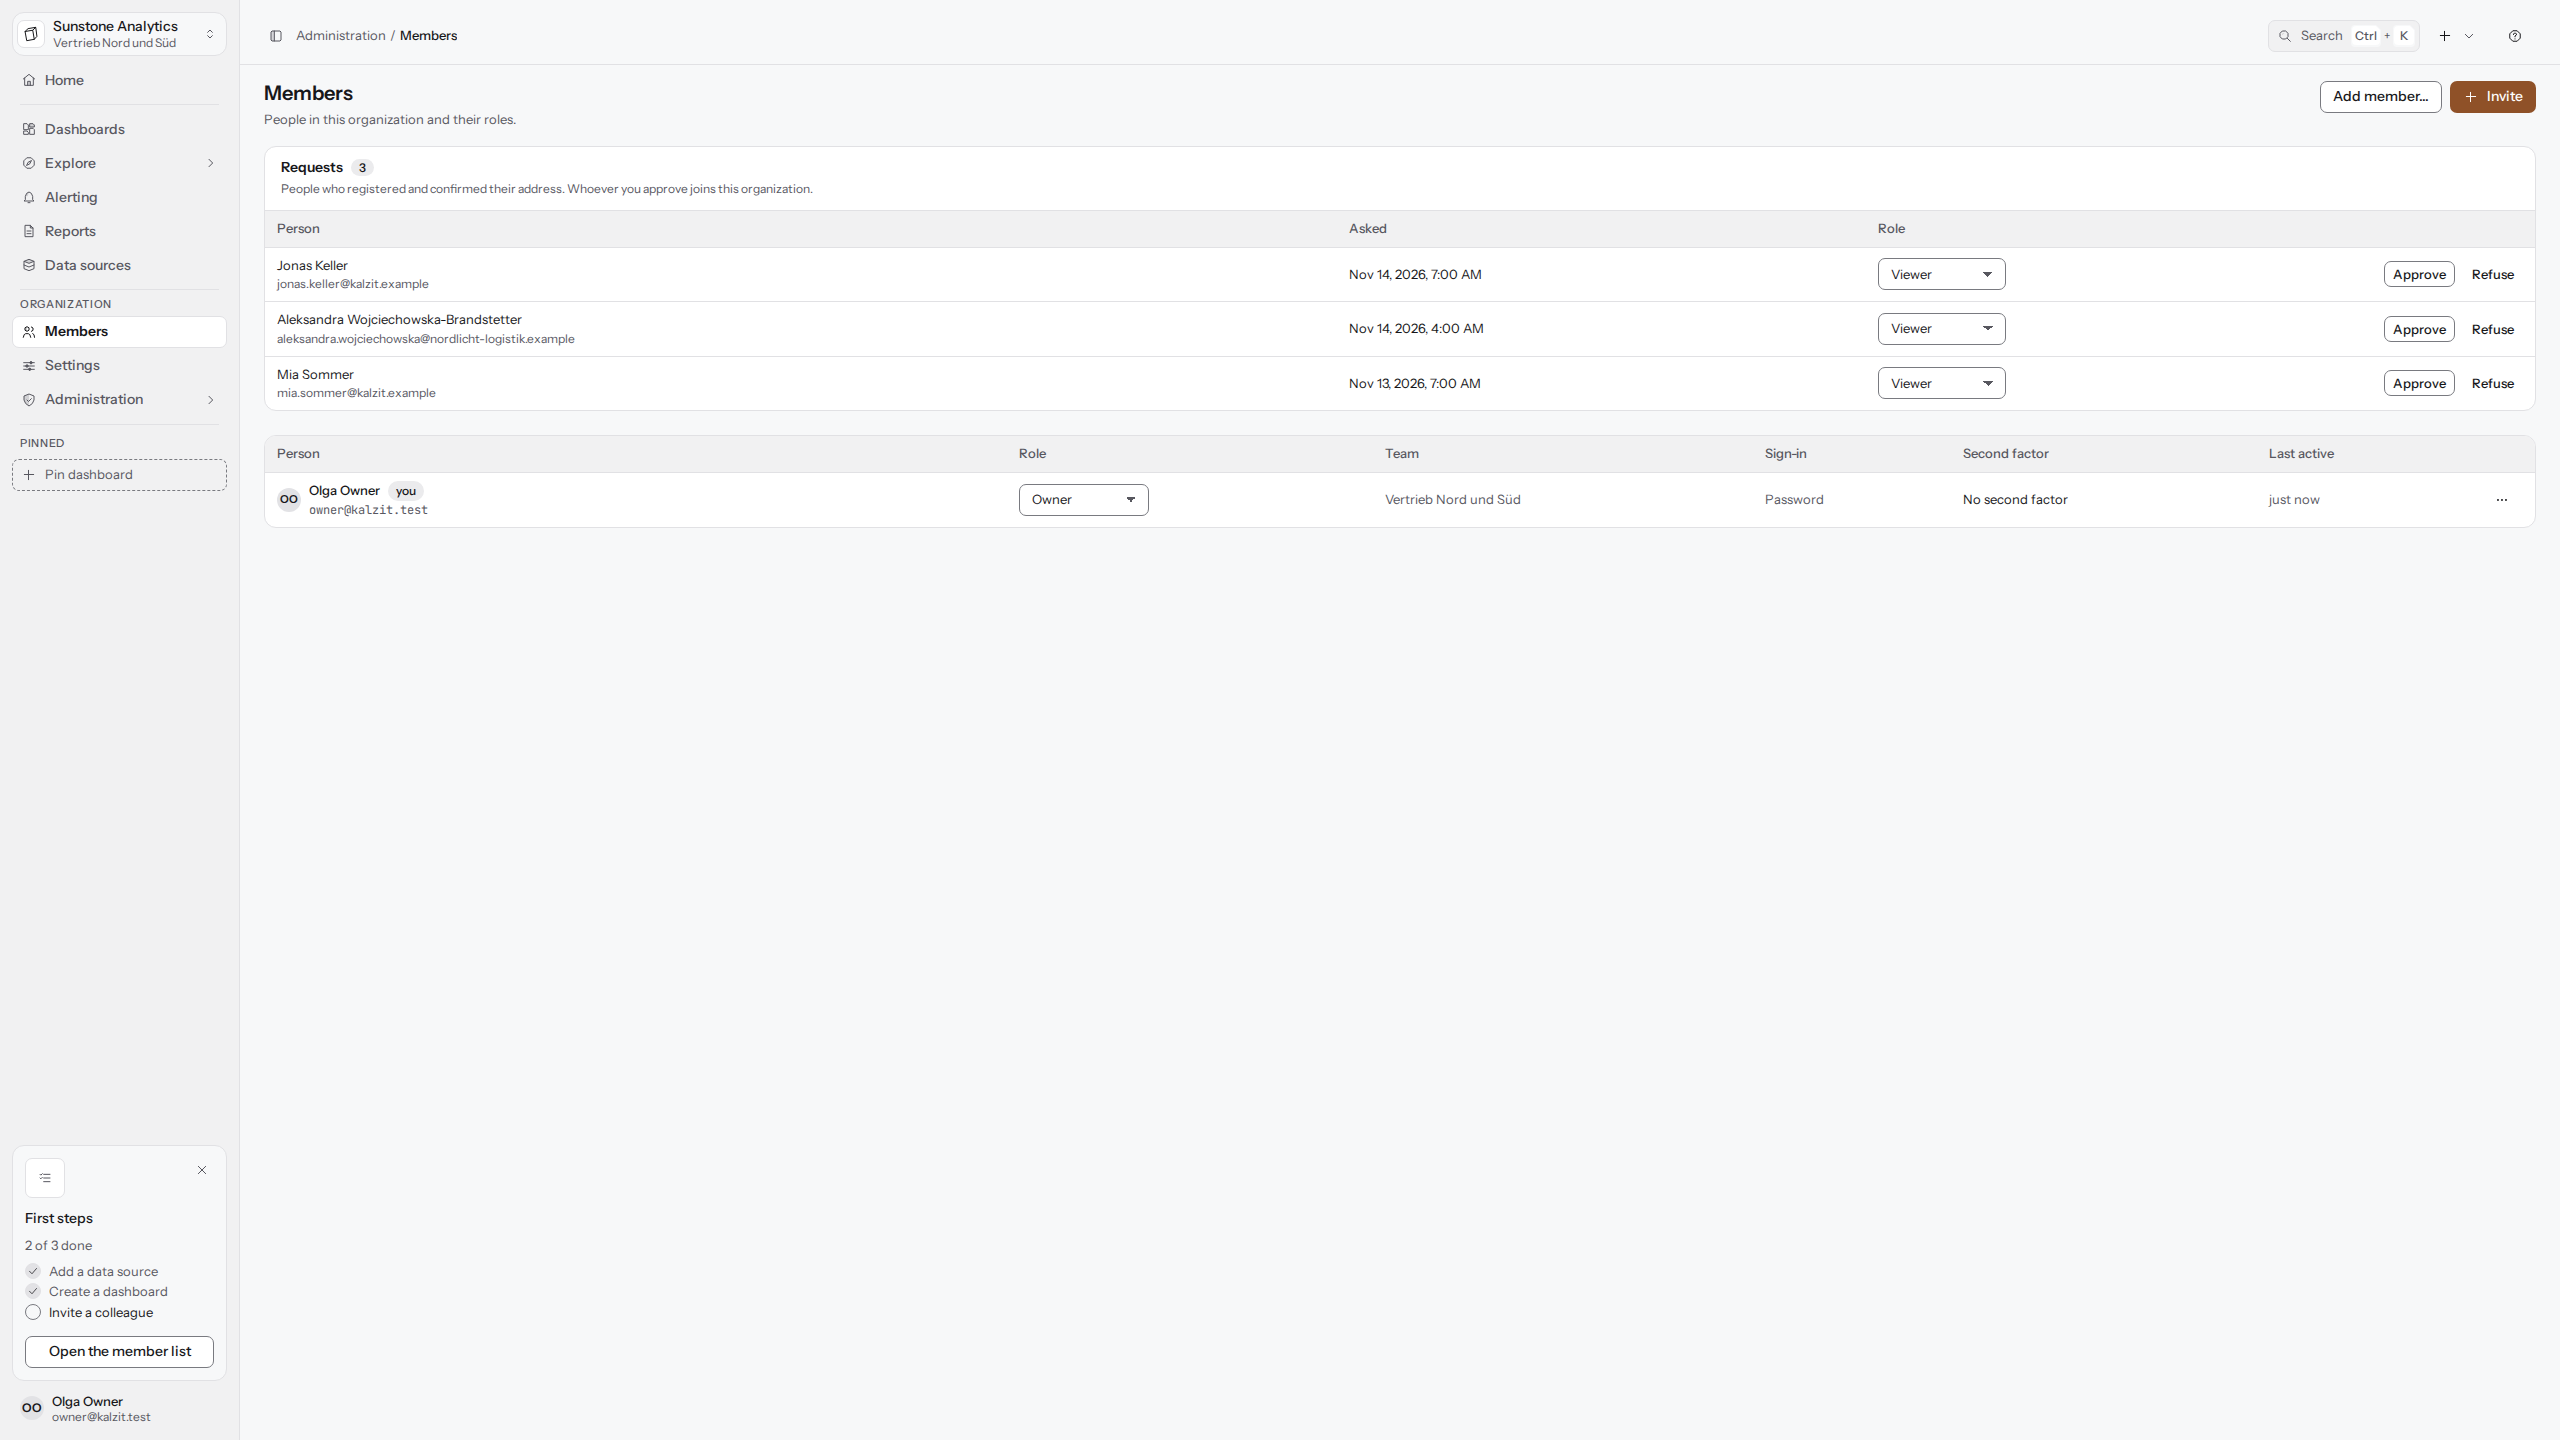 Sunstone Analytics
Vertrieb Nord und Süd
Home
Dashboards
Explore
Alerting
Reports
Data sources
ORGANIZATION
Members
Settings
Administration
PINNED
Pin dashboard
First steps
2 of 3 done
Add a data source
Create a dashboard
Invite a colleague
Open the member list
OO Olga Owner
owner@kalzit.test
Administration / Members
Search Ctrl + K
Members
People in this organization and their roles.
Add member...
Invite
Requests 3
People who registered and confirmed their address. Whoever you approve joins this organization.
Person Asked Role
Jonas Keller
jonas.keller@kalzit.example
Nov 14, 2026, 7:00 AM Viewer Approve Refuse
Aleksandra Wojciechowska-Brandstetter
aleksandra.wojciechowska@nordlicht-logistik.example
Nov 14, 2026, 4:00 AM Viewer Approve Refuse
Mia Sommer
mia.sommer@kalzit.example
Nov 13, 2026, 7:00 AM Viewer Approve Refuse
Person Role Team Sign-in Second factor Last active
OO Olga Owner you
owner@kalzit.test
Owner Vertrieb Nord und Süd Password No second factor just now